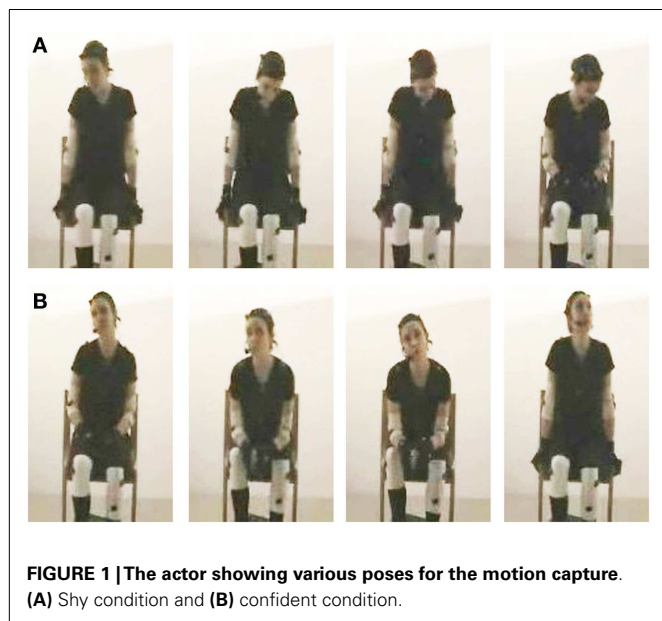 A
B
FIGURE 1 | The actor showing various poses for the motion capture.
(A) Shy condition and (B) confident condition.